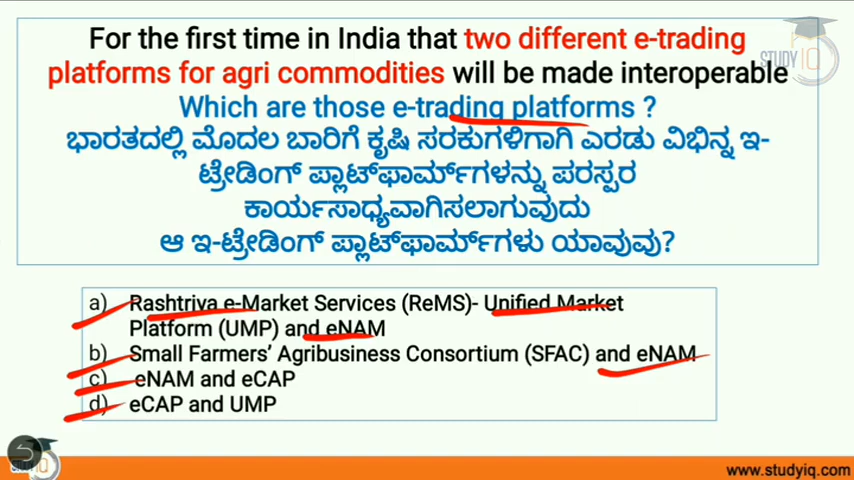 For the first time in India that two different e-trading
platforms for agri commodities will be made interoperable
Which are those e-trading platforms ?
ಭಾರತದಲ್ಲಿ ಮೊದಲ ಬಾರಿಗೆ ಕೃಷಿ ಸರಕುಗಳಿಗಾಗಿ ಎರಡು ವಿಭಿನ್ನ ಇ-
ಟ್ರೇಡಿಂಗ್ ಪ್ಲಾಟ್‌ಫಾರ್ಮ್‌ಗಳನ್ನು ಪರಸ್ಪರ
ಕಾರ್ಯಸಾಧ್ಯವಾಗಿಸಲಾಗುವುದು
ಆ ಇ-ಟ್ರೇಡಿಂಗ್ ಪ್ಲಾಟ್‌ಫಾರ್ಮ್‌ಗಳು ಯಾವುವು?
a) Rashtriya e-Market Services (ReMS)- Unified Market
Platform (UMP) and eNAM
b) Small Farmers’ Agribusiness Consortium (SFAC) and eNAM
c) eNAM and eCAP
d) eCAP and UMP
STUDY IQ
www.studyiq.com